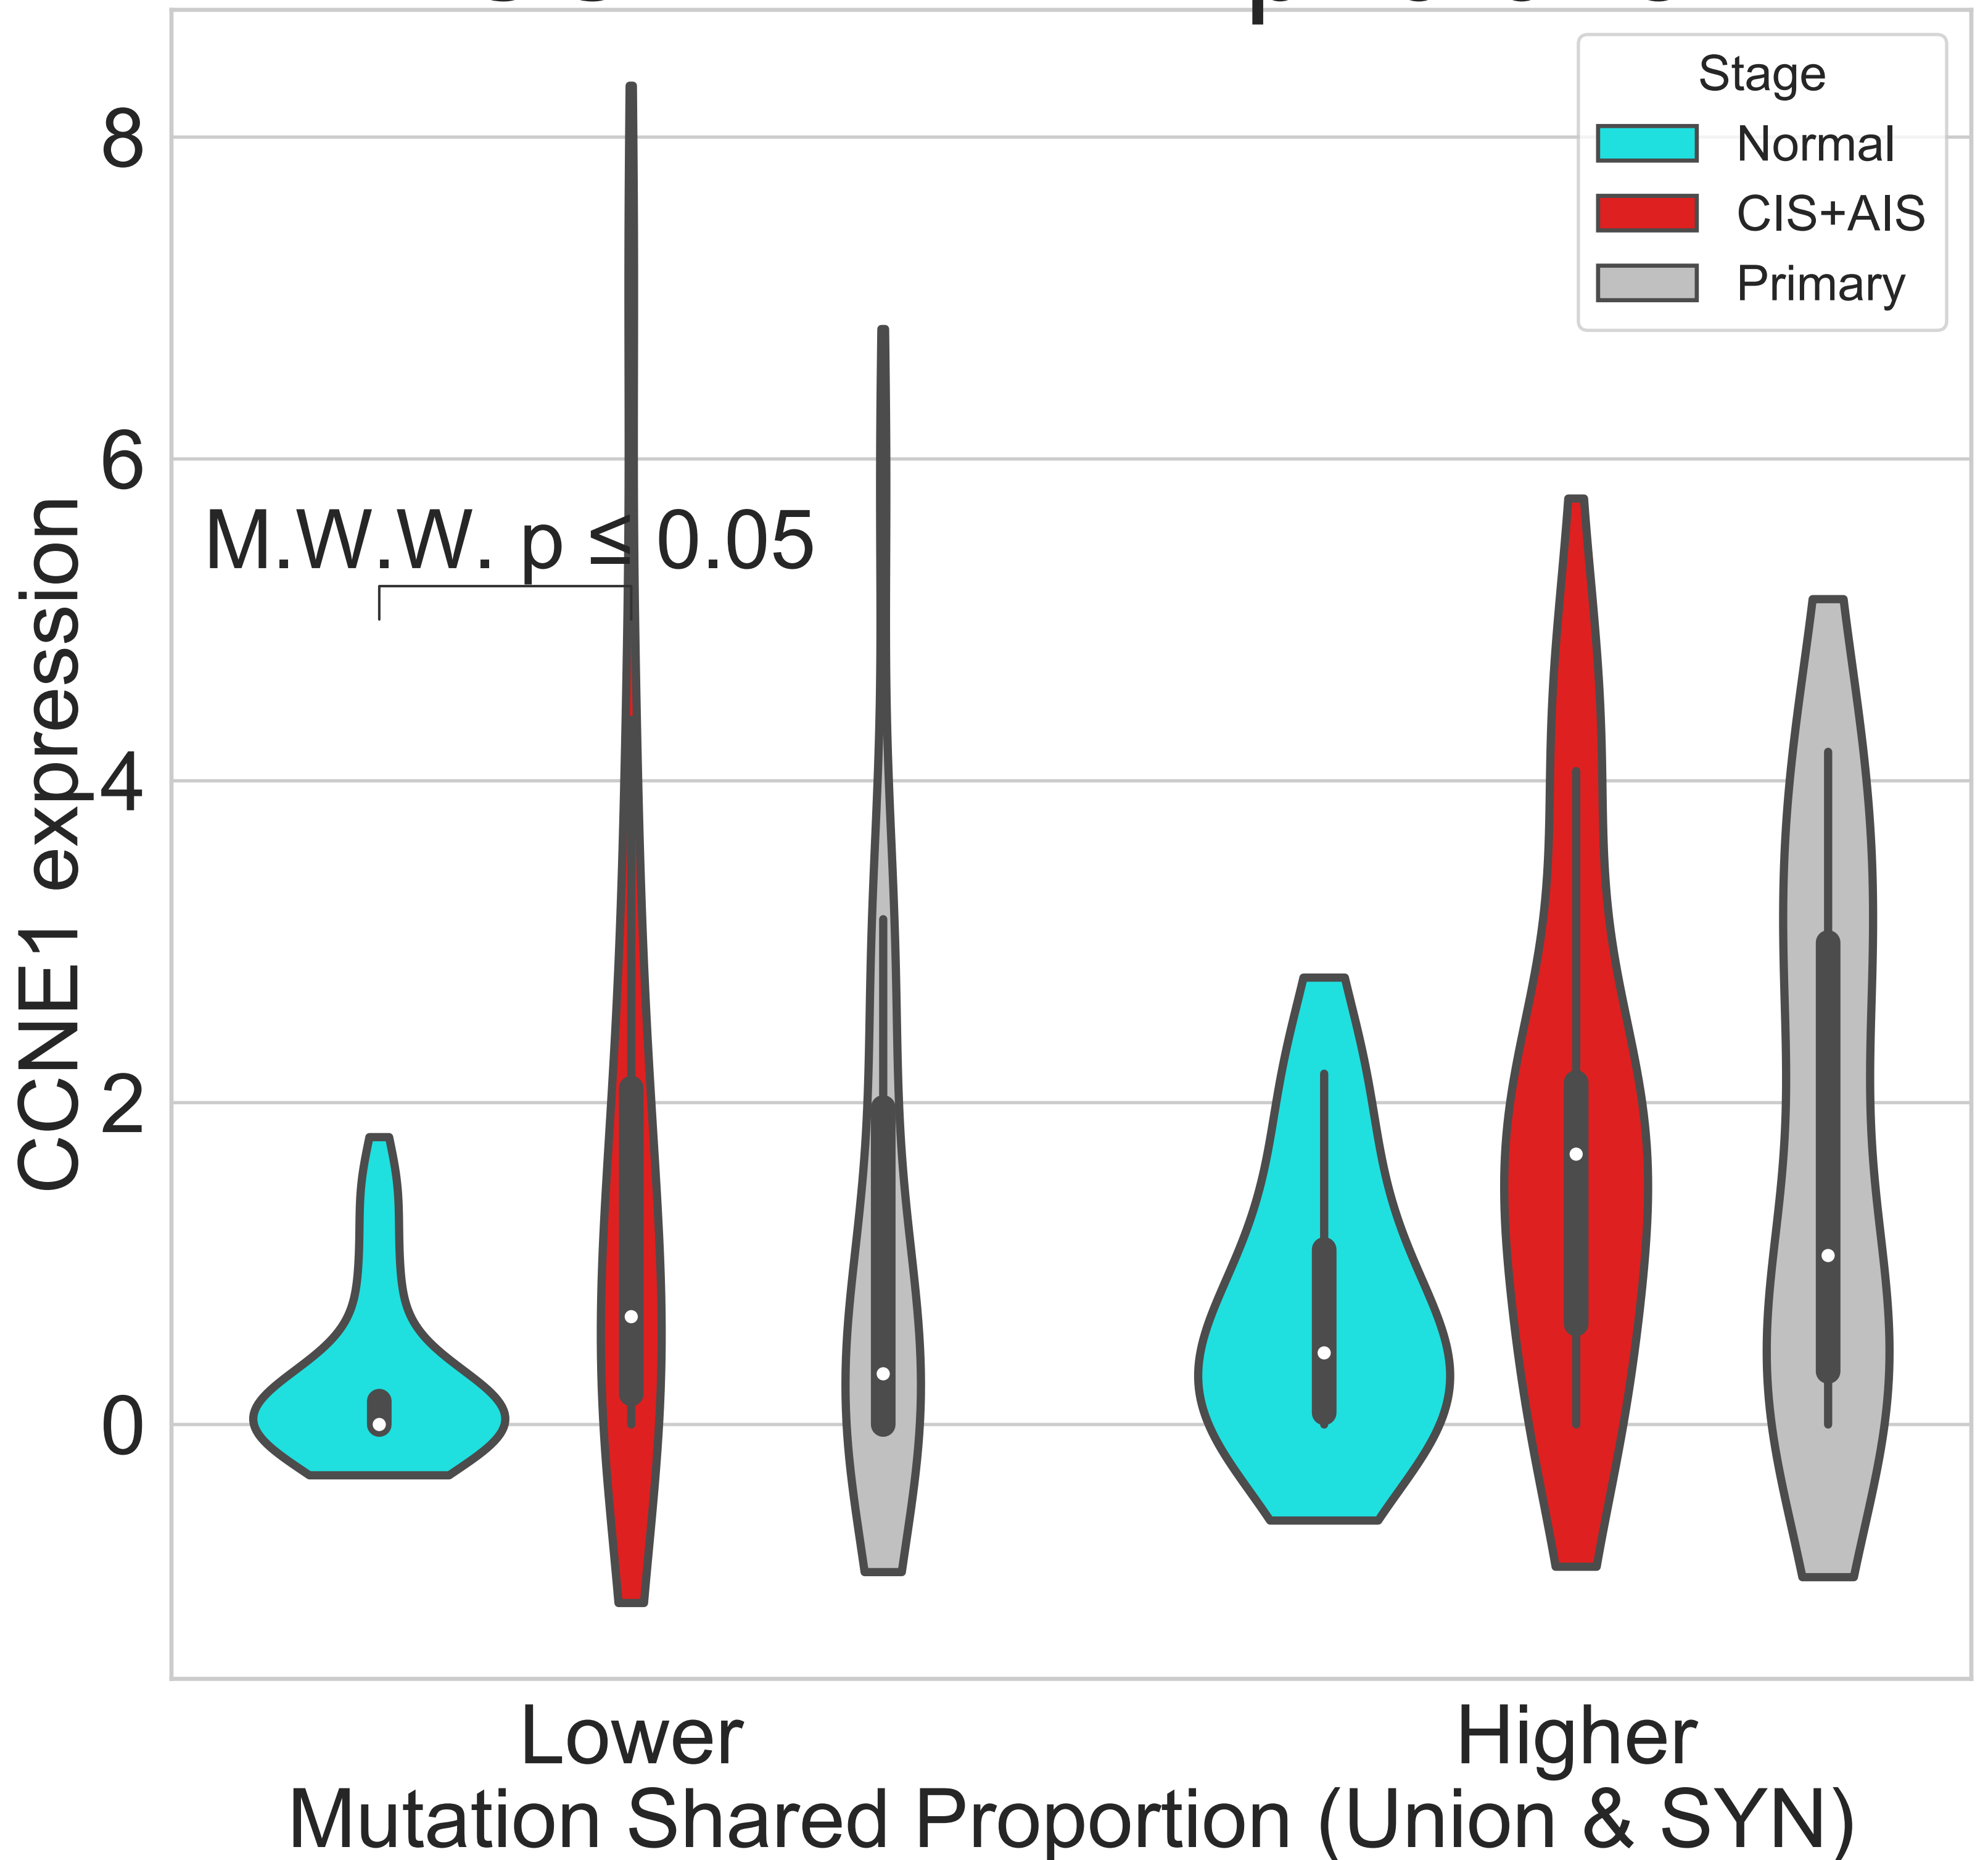 Stage
Normal
CIS+AIS
Primary
8
6
4
2
0
M.W.W. p ≤ 0.05
CCNE1 expression
Lower
Higher
Mutation Shared Proportion (Union & SYN)